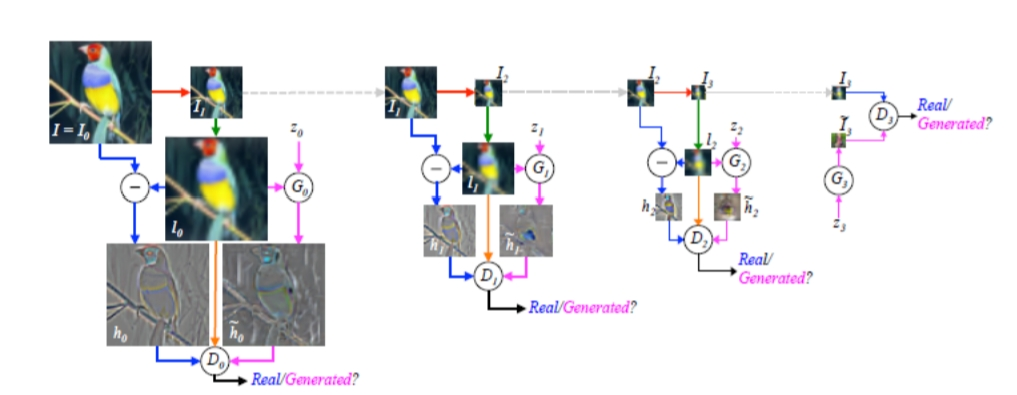 I = I₀
I₁
l₀
z₀
G₀
−
h₀
h̃₀
D₀
Real/Generated?
I₁
I₂
l₁
z₁
G₁
−
h₁
h̃₁
D₁
Real/Generated?
I₂
I₃
l₂
z₂
G₂
−
h₂
h̃₂
D₂
Real/
Generated?
I₃
Ĩ₃
D₃
G₃
z₃
Real/
Generated?